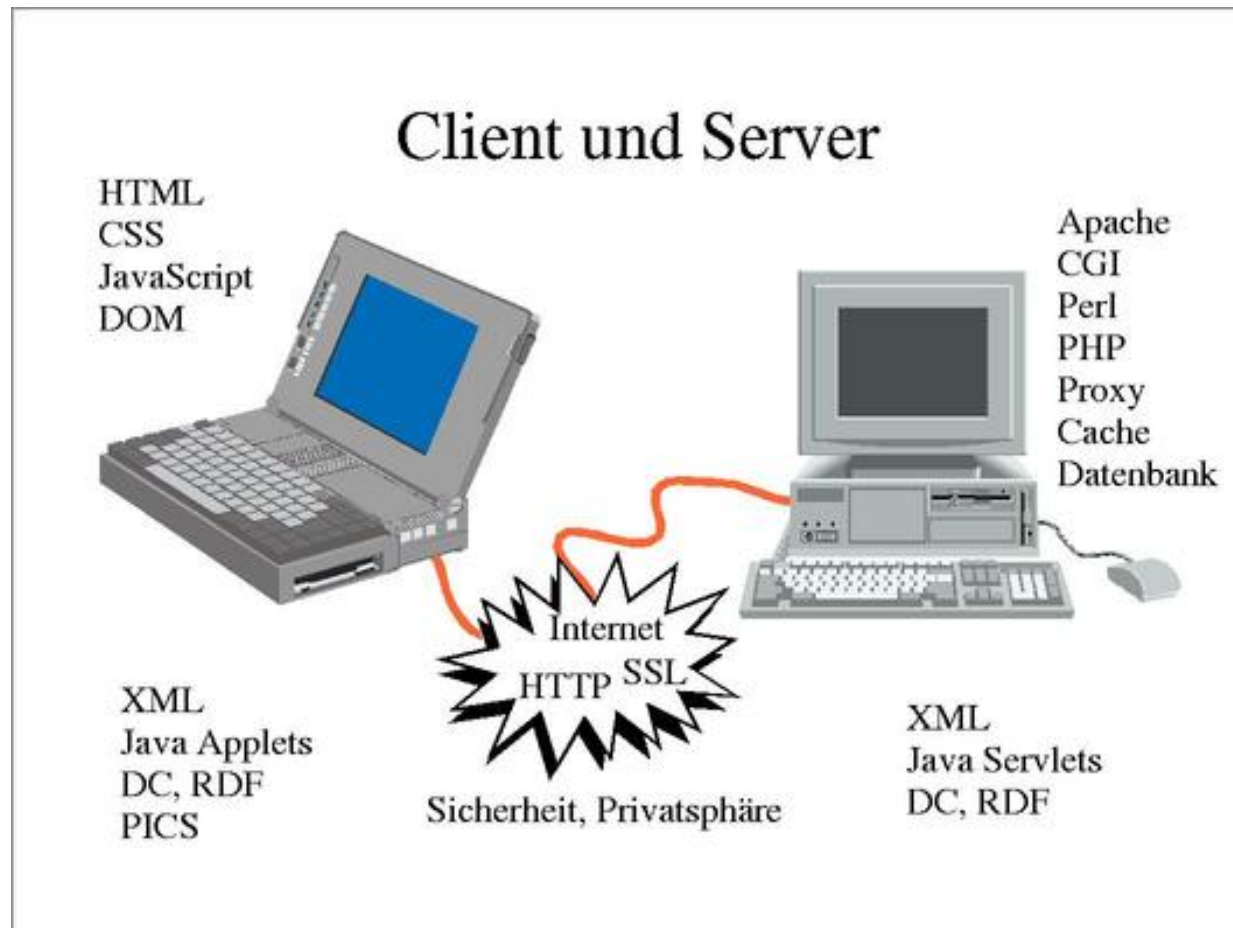 Client und Server
HTML
CSS
JavaScript
DOM
Apache
CGI
Perl
PHP
Proxy
Cache
Datenbank
Internet
HTTP SSL
XML
Java Applets
DC, RDF
PICS
Sicherheit, Privatsphäre
XML
Java Servlets
DC, RDF